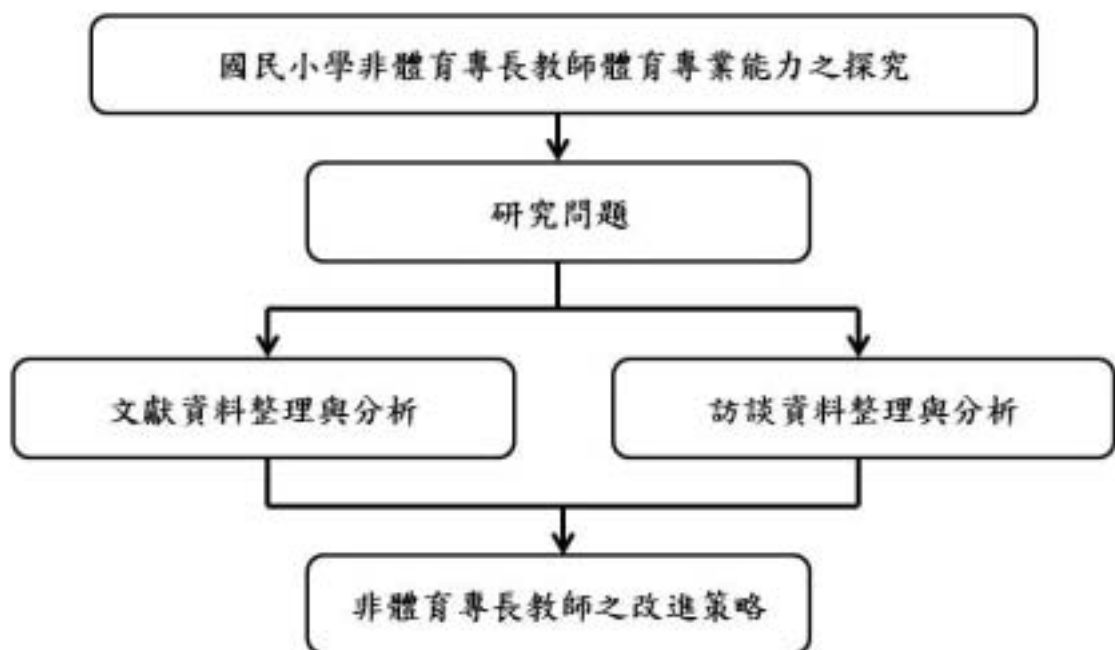 國民小學非體育專長教師體育專業能力之探究
研究問題
文獻資料整理與分析
訪談資料整理與分析
非體育專長教師之改進策略